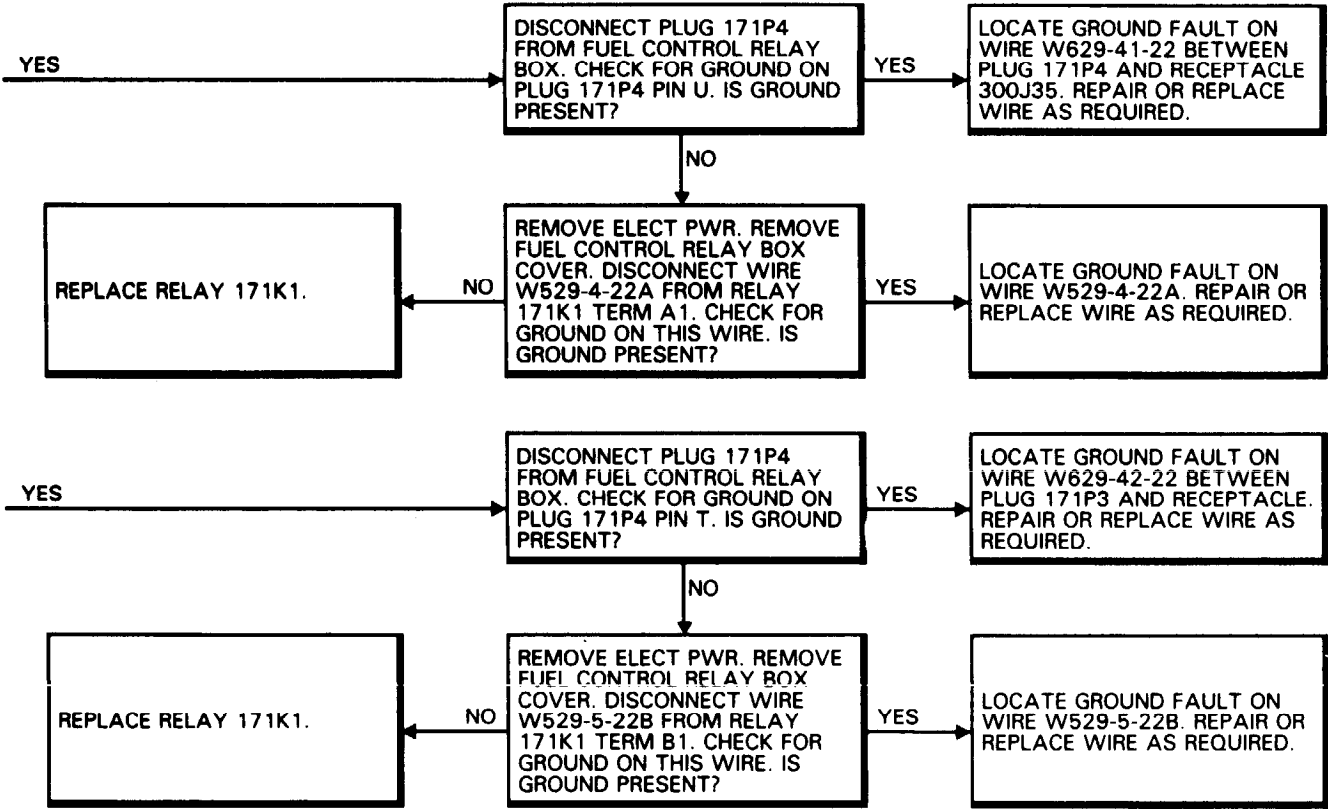 YES
DISCONNECT PLUG 171P4
FROM FUEL CONTROL RELAY
BOX. CHECK FOR GROUND ON
PLUG 171P4 PIN U. IS GROUND
PRESENT?
YES
LOCATE GROUND FAULT ON
WIRE W629-41-22 BETWEEN
PLUG 171P4 AND RECEPTACLE
300J35. REPAIR OR REPLACE
WIRE AS REQUIRED.
NO
REPLACE RELAY 171K1.
NO
REMOVE ELECT PWR. REMOVE
FUEL CONTROL RELAY BOX
COVER. DISCONNECT WIRE
W529-4-22A FROM RELAY
171K1 TERM A1. CHECK FOR
GROUND ON THIS WIRE. IS
GROUND PRESENT?
YES
LOCATE GROUND FAULT ON
WIRE W529-4-22A. REPAIR OR
REPLACE WIRE AS REQUIRED.
YES
DISCONNECT PLUG 171P4
FROM FUEL CONTROL RELAY
BOX. CHECK FOR GROUND ON
PLUG 171P4 PIN T. IS GROUND
PRESENT?
YES
LOCATE GROUND FAULT ON
WIRE W629-42-22 BETWEEN
PLUG 171P3 AND RECEPTACLE.
REPAIR OR REPLACE WIRE AS
REQUIRED.
NO
REPLACE RELAY 171K1.
NO
REMOVE ELECT PWR. REMOVE
FUEL CONTROL RELAY BOX
COVER. DISCONNECT WIRE
W529-5-22B FROM RELAY
171K1 TERM B1. CHECK FOR
GROUND ON THIS WIRE. IS
GROUND PRESENT?
YES
LOCATE GROUND FAULT ON
WIRE W529-5-22B. REPAIR OR
REPLACE WIRE AS REQUIRED.